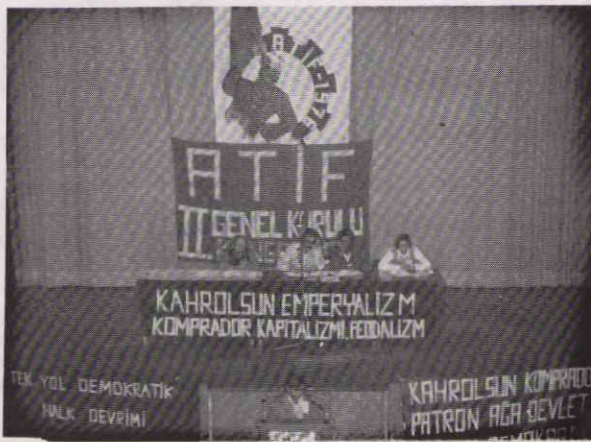 ATİF
II. GENEL KURULU
KAHROLSUN EMPERYALİZM
KOMPRADOR KAPİTALİZMİ, FEODALİZM
TEK YOL DEMOKRATİK
HALK DEVRİMİ
KAHROLSUN KOMPRADO
PATRON AĞA DEVLET